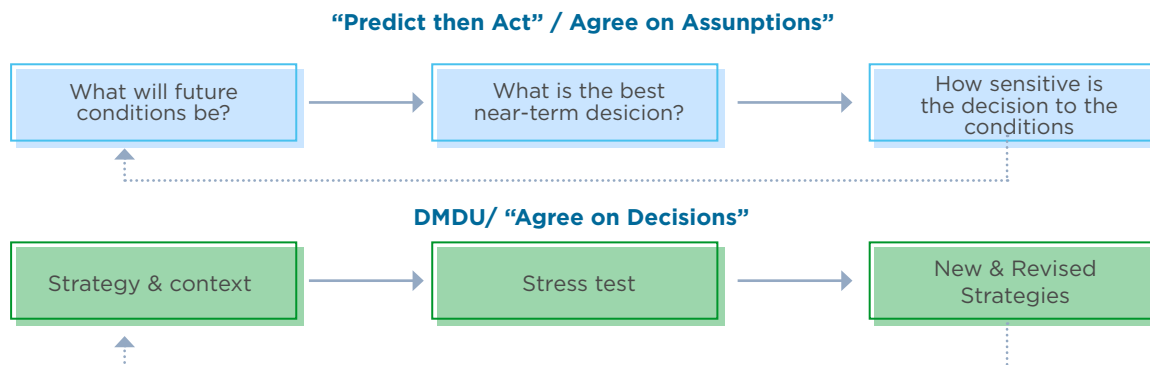 “Predict then Act” / Agree on Assumptions”
What will future
conditions be?
What is the best
near-term desicion?
How sensitive is
the decision to the
conditions
DMDU/ “Agree on Decisions”
Strategy & context
Stress test
New & Revised
Strategies